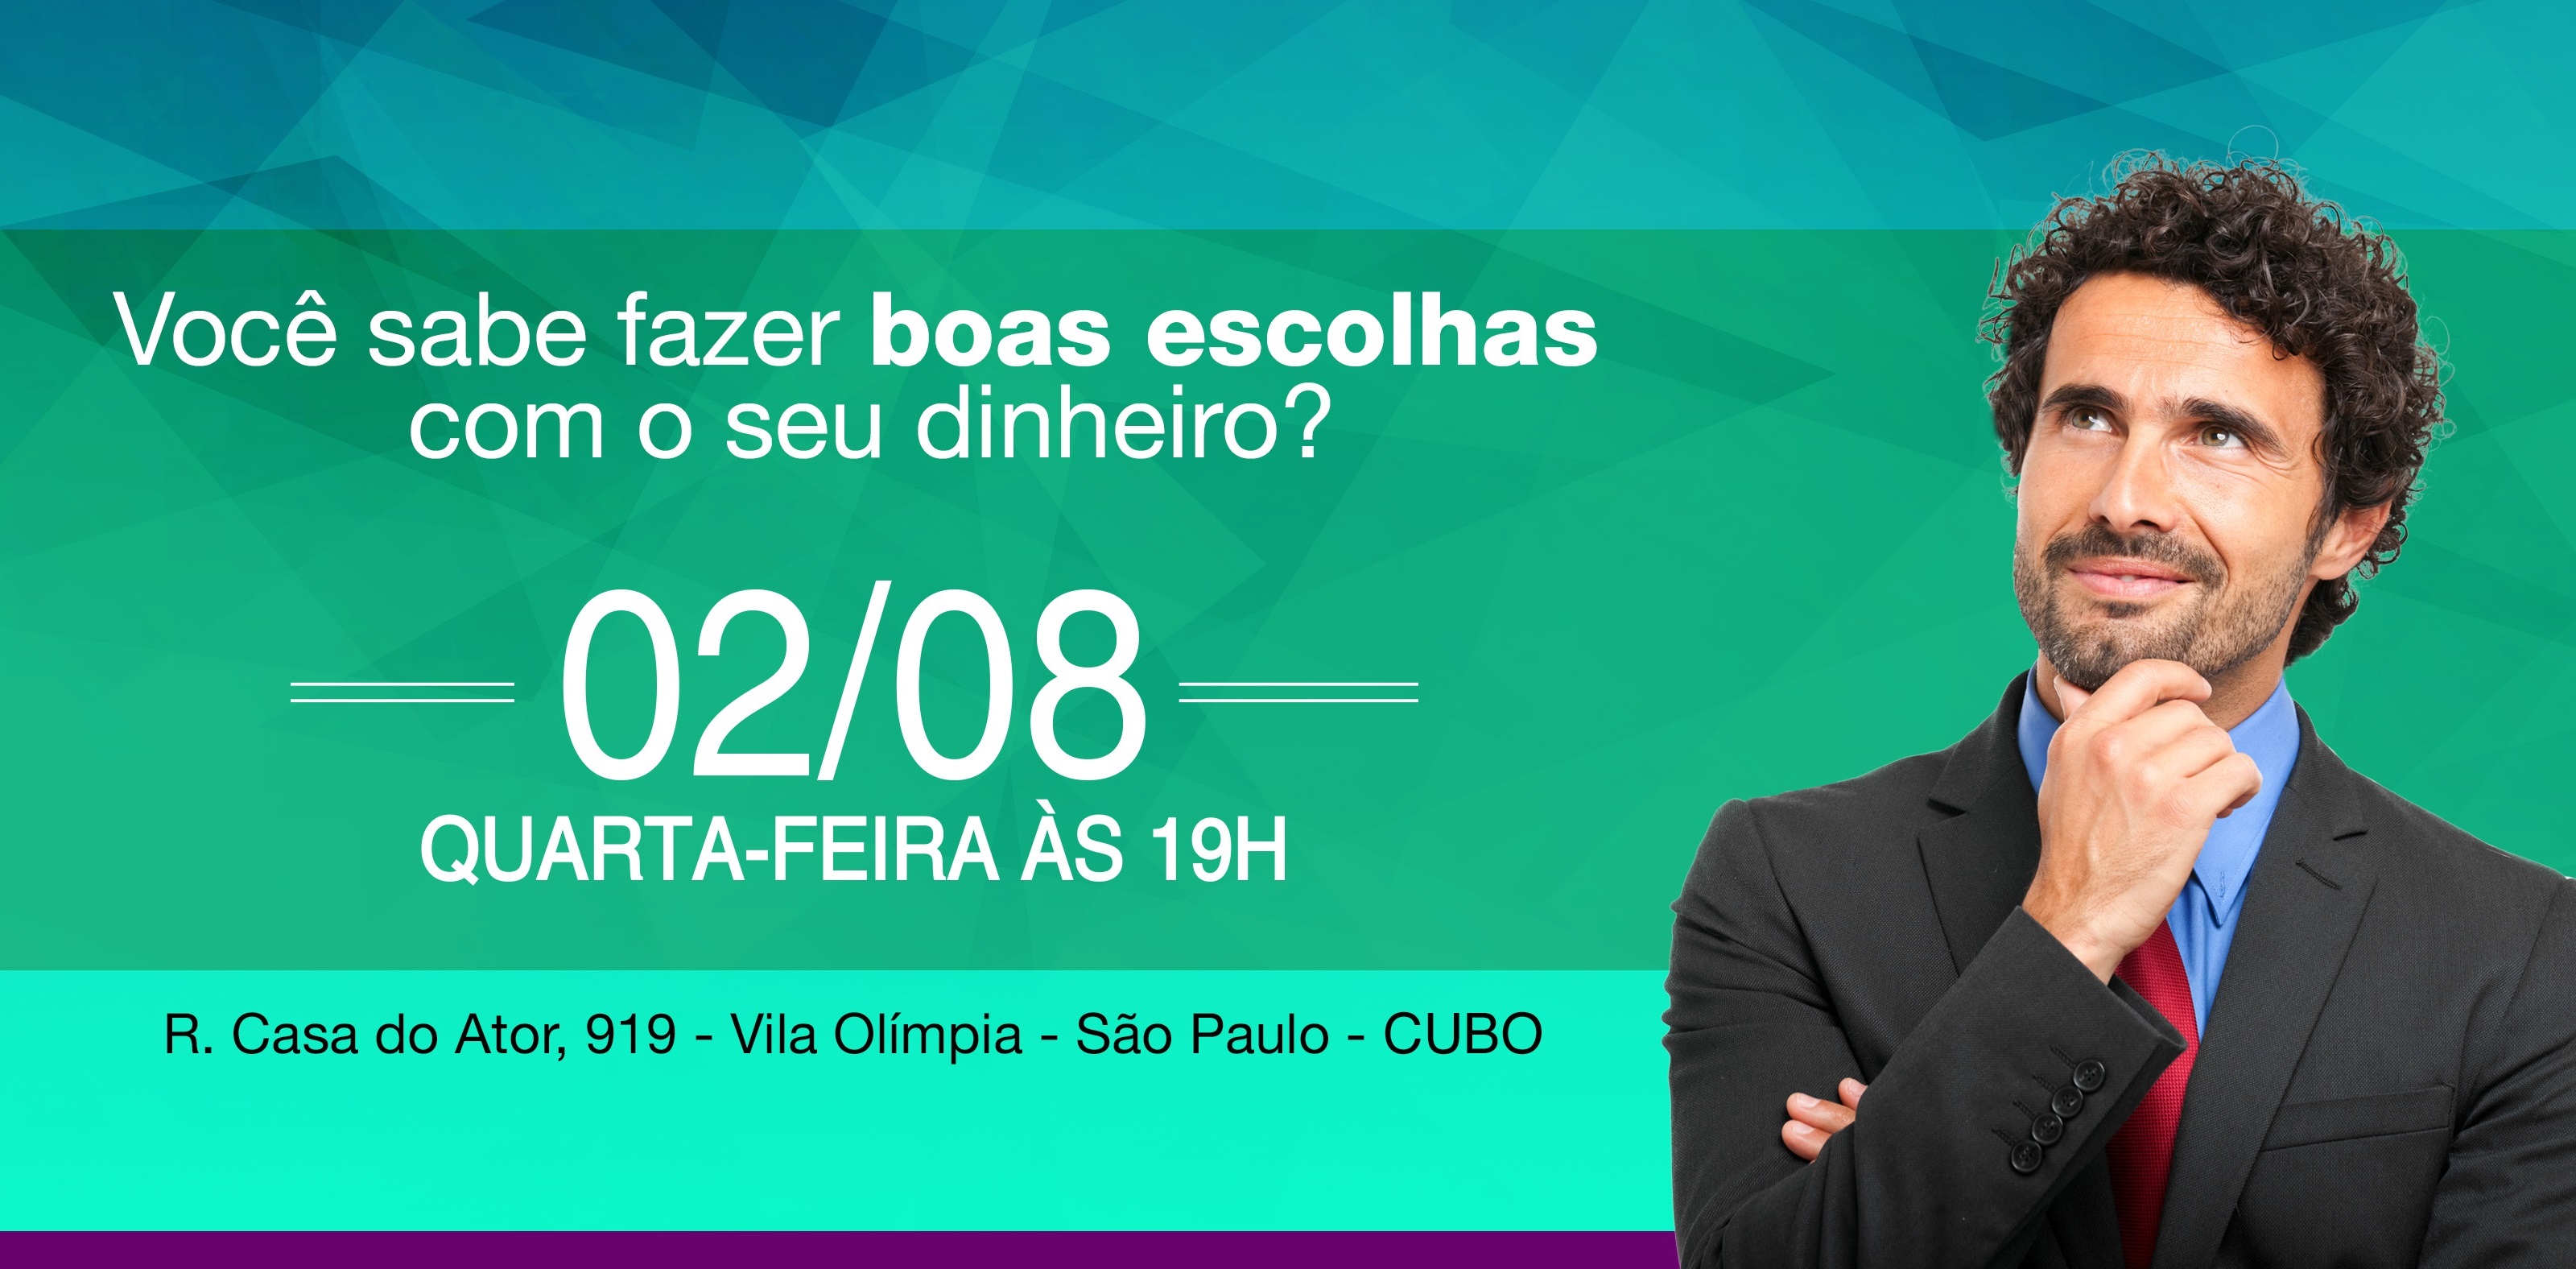 Você sabe fazer boas escolhas
com o seu dinheiro?
02/08
QUARTA-FEIRA ÀS 19H
R. Casa do Ator, 919 - Vila Olímpia - São Paulo - CUBO